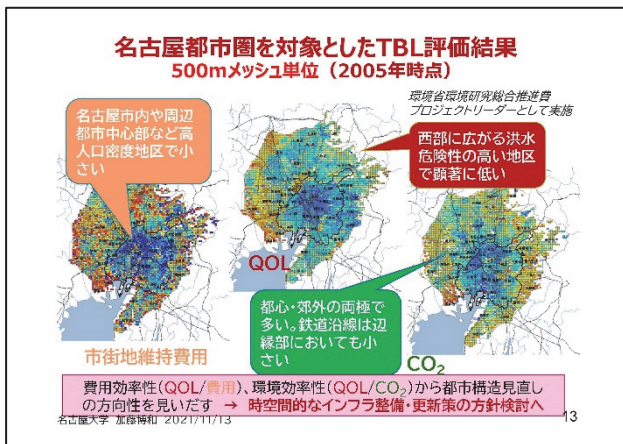 名古屋都市圏を対象としたTBL評価結果
500mメッシュ単位（2005年時点）
環境省環境研究総合推進費
プロジェクトリーダーとして実施
名古屋市内や周辺
都市中心部など高
人口密度地区で小
さい
西部に広がる洪水
危険性の高い地区
で顕著に低い
QOL
都心・郊外の両極で
多い。鉄道沿線は辺
縁部においても小
さい
市街地維持費用
CO₂
費用効率性(QOL/費用)、環境効率性(QOL/CO₂)から都市構造見直し
の方向性を見いだす → 時空間的なインフラ整備・更新策の方針検討へ
名古屋大学 加藤博和 2021/11/13
13